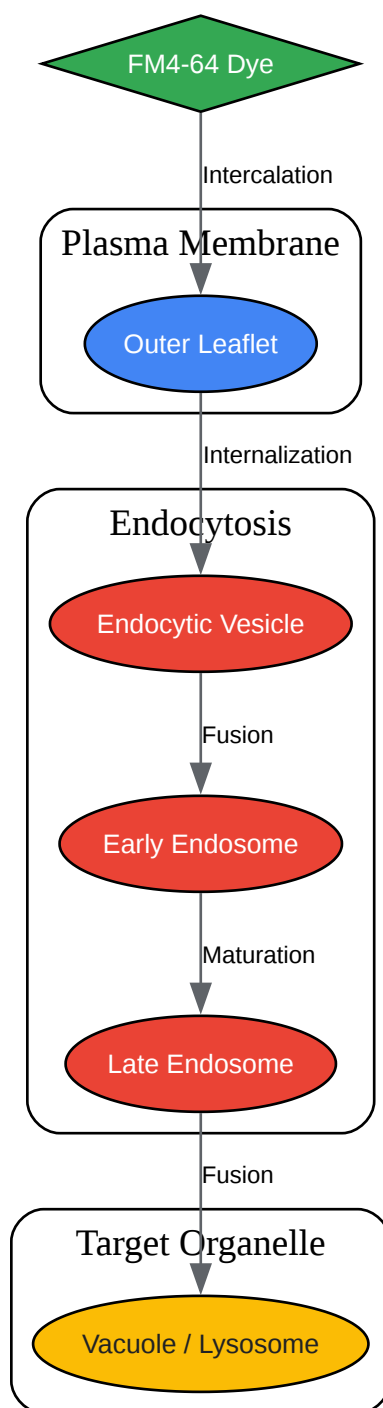 FM4-64 Dye
Intercalation
Plasma Membrane
Outer Leaflet
Internalization
Endocytosis
Endocytic Vesicle
Fusion
Early Endosome
Maturation
Late Endosome
Fusion
Target Organelle
Vacuole / Lysosome